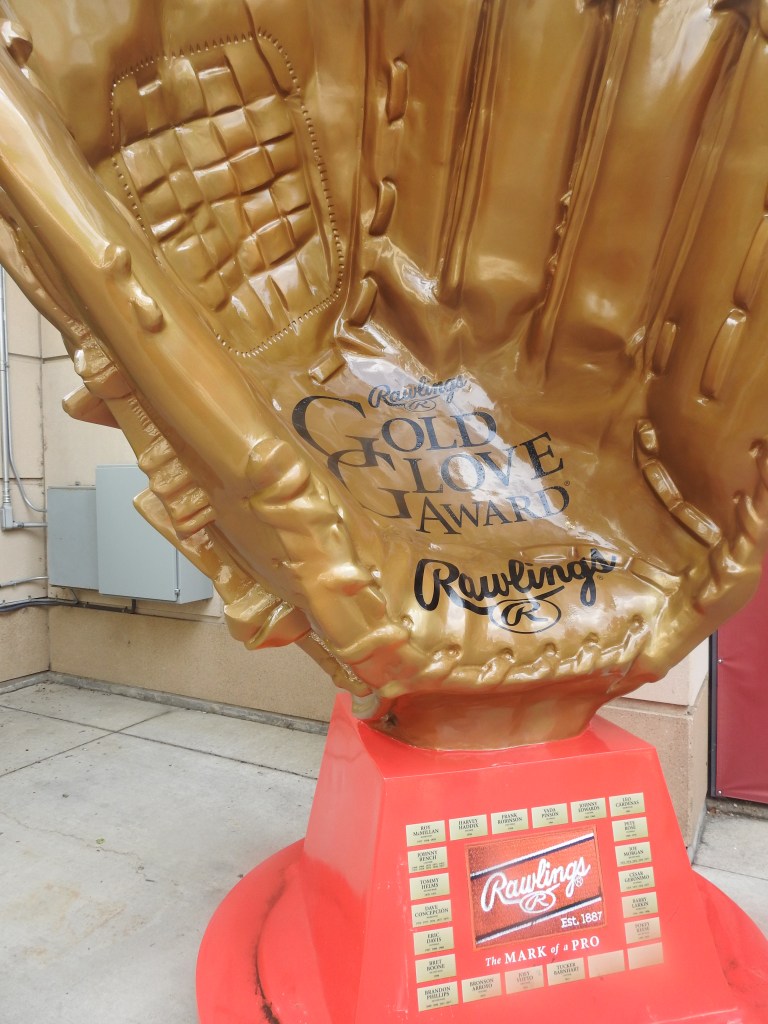 Rawlings
R
GOLD
GLOVE
AWARD
Rawlings
R
ROY
McMILLAN
HARVEY
HADDIX
FRANK
ROBINSON
VADA
PINSON
JOHNNY
EDWARDS
LEO
CARDENAS
JOHNNY
BENCH
PETE
ROSE
TOMMY
HELMS
JOE
MORGAN
DAVE
CONCEPCION
CESAR
GERONIMO
ERIC
DAVIS
BARRY
LARKIN
BRET
BOONE
POKEY
REESE
BRANDON
PHILLIPS
BRONSON
ARROYO
JOEY
VOTTO
TUCKER
BARNHART
Rawlings®
R
Est. 1887
The MARK of a PRO